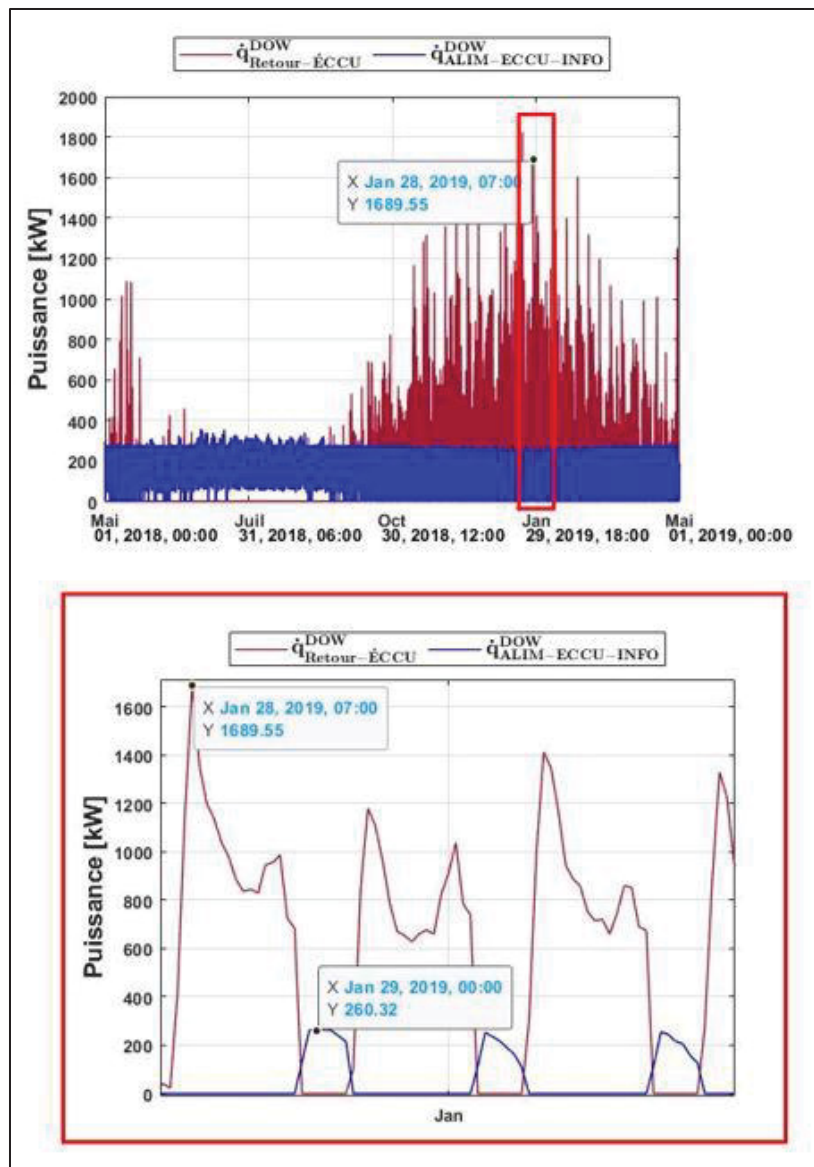 q̇ DOW Retour−ÉCCU q̇ DOW ALIM−ECCU−INFO
2000
1800
1600
1400
1200
1000
800
600
400
200
0
Puissance [kW]
X Jan 28, 2019, 07:00
Y 1689.55
Mai Juil Oct Jan Mai
01, 2018, 00:00 31, 2018, 06:00 30, 2018, 12:00 29, 2019, 18:00 01, 2019, 00:00
q̇ DOW Retour−ÉCCU q̇ DOW ALIM−ECCU−INFO
1600
1400
1200
1000
800
600
400
200
0
Puissance [kW]
X Jan 28, 2019, 07:00
Y 1689.55
X Jan 29, 2019, 00:00
Y 260.32
Jan